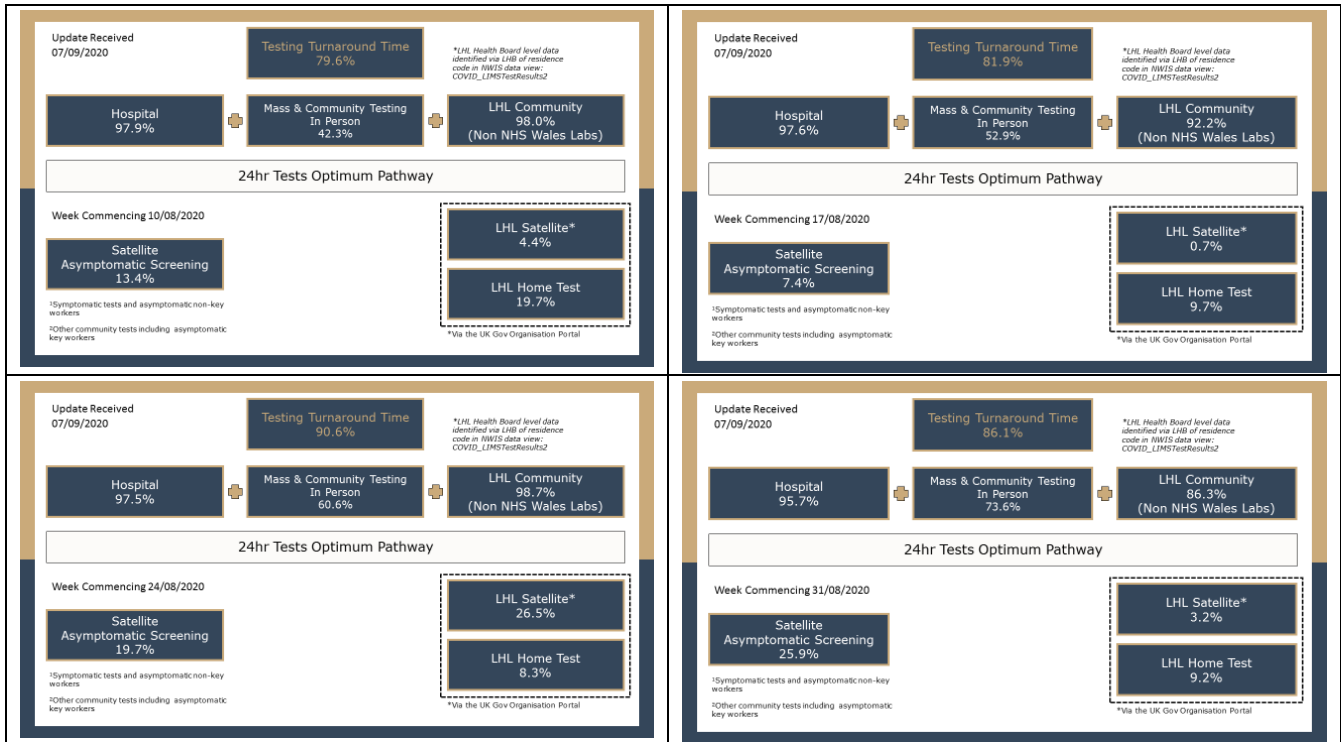 Update Received
07/09/2020
Testing Turnaround Time
79.6%
*LHL Health Board level data
identified via LHB of residence
code in NWIS data view:
COVID_LIMSTestResults2
Hospital
97.9%
Mass & Community Testing
In Person
42.3%
LHL Community
98.0%
(Non NHS Wales Labs)
24hr Tests Optimum Pathway
Week Commencing 10/08/2020
Satellite
Asymptomatic Screening
13.4%
LHL Satellite*
4.4%
LHL Home Test
19.7%
¹Symptomatic tests and asymptomatic non-key
workers
²Other community tests including asymptomatic
key workers
*Via the UK Gov Organisation Portal
Update Received
07/09/2020
Testing Turnaround Time
81.9%
*LHL Health Board level data
identified via LHB of residence
code in NWIS data view:
COVID_LIMSTestResults2
Hospital
97.6%
Mass & Community Testing
In Person
52.9%
LHL Community
92.2%
(Non NHS Wales Labs)
24hr Tests Optimum Pathway
Week Commencing 17/08/2020
Satellite
Asymptomatic Screening
7.4%
LHL Satellite*
0.7%
LHL Home Test
9.7%
¹Symptomatic tests and asymptomatic non-key
workers
²Other community tests including asymptomatic
key workers
*Via the UK Gov Organisation Portal
Update Received
07/09/2020
Testing Turnaround Time
90.6%
*LHL Health Board level data
identified via LHB of residence
code in NWIS data view:
COVID_LIMSTestResults2
Hospital
97.5%
Mass & Community Testing
In Person
60.6%
LHL Community
98.7%
(Non NHS Wales Labs)
24hr Tests Optimum Pathway
Week Commencing 24/08/2020
Satellite
Asymptomatic Screening
19.7%
LHL Satellite*
26.5%
LHL Home Test
8.3%
¹Symptomatic tests and asymptomatic non-key
workers
²Other community tests including asymptomatic
key workers
*Via the UK Gov Organisation Portal
Update Received
07/09/2020
Testing Turnaround Time
86.1%
*LHL Health Board level data
identified via LHB of residence
code in NWIS data view:
COVID_LIMSTestResults2
Hospital
95.7%
Mass & Community Testing
In Person
73.6%
LHL Community
86.3%
(Non NHS Wales Labs)
24hr Tests Optimum Pathway
Week Commencing 31/08/2020
Satellite
Asymptomatic Screening
25.9%
LHL Satellite*
3.2%
LHL Home Test
9.2%
¹Symptomatic tests and asymptomatic non-key
workers
²Other community tests including asymptomatic
key workers
*Via the UK Gov Organisation Portal